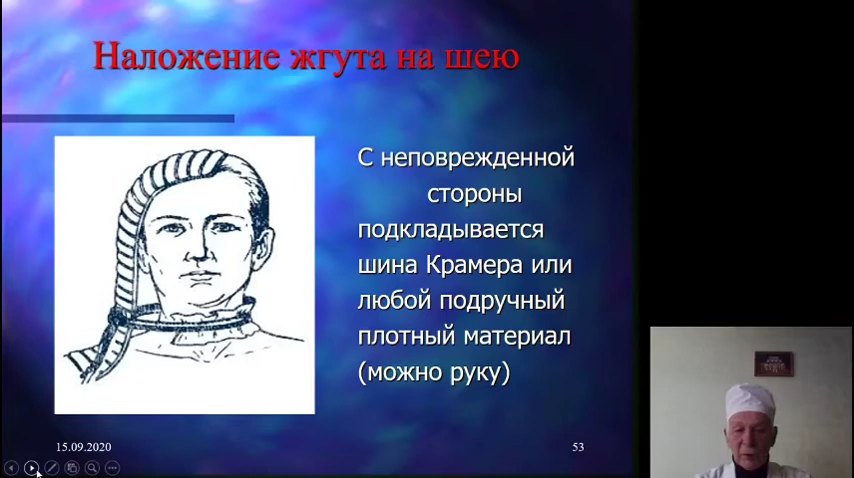 Наложение жгута на шею
С неповрежденной
стороны
подкладывается
шина Крамера или
любой подручный
плотный материал
(можно руку)
15.09.2020
53